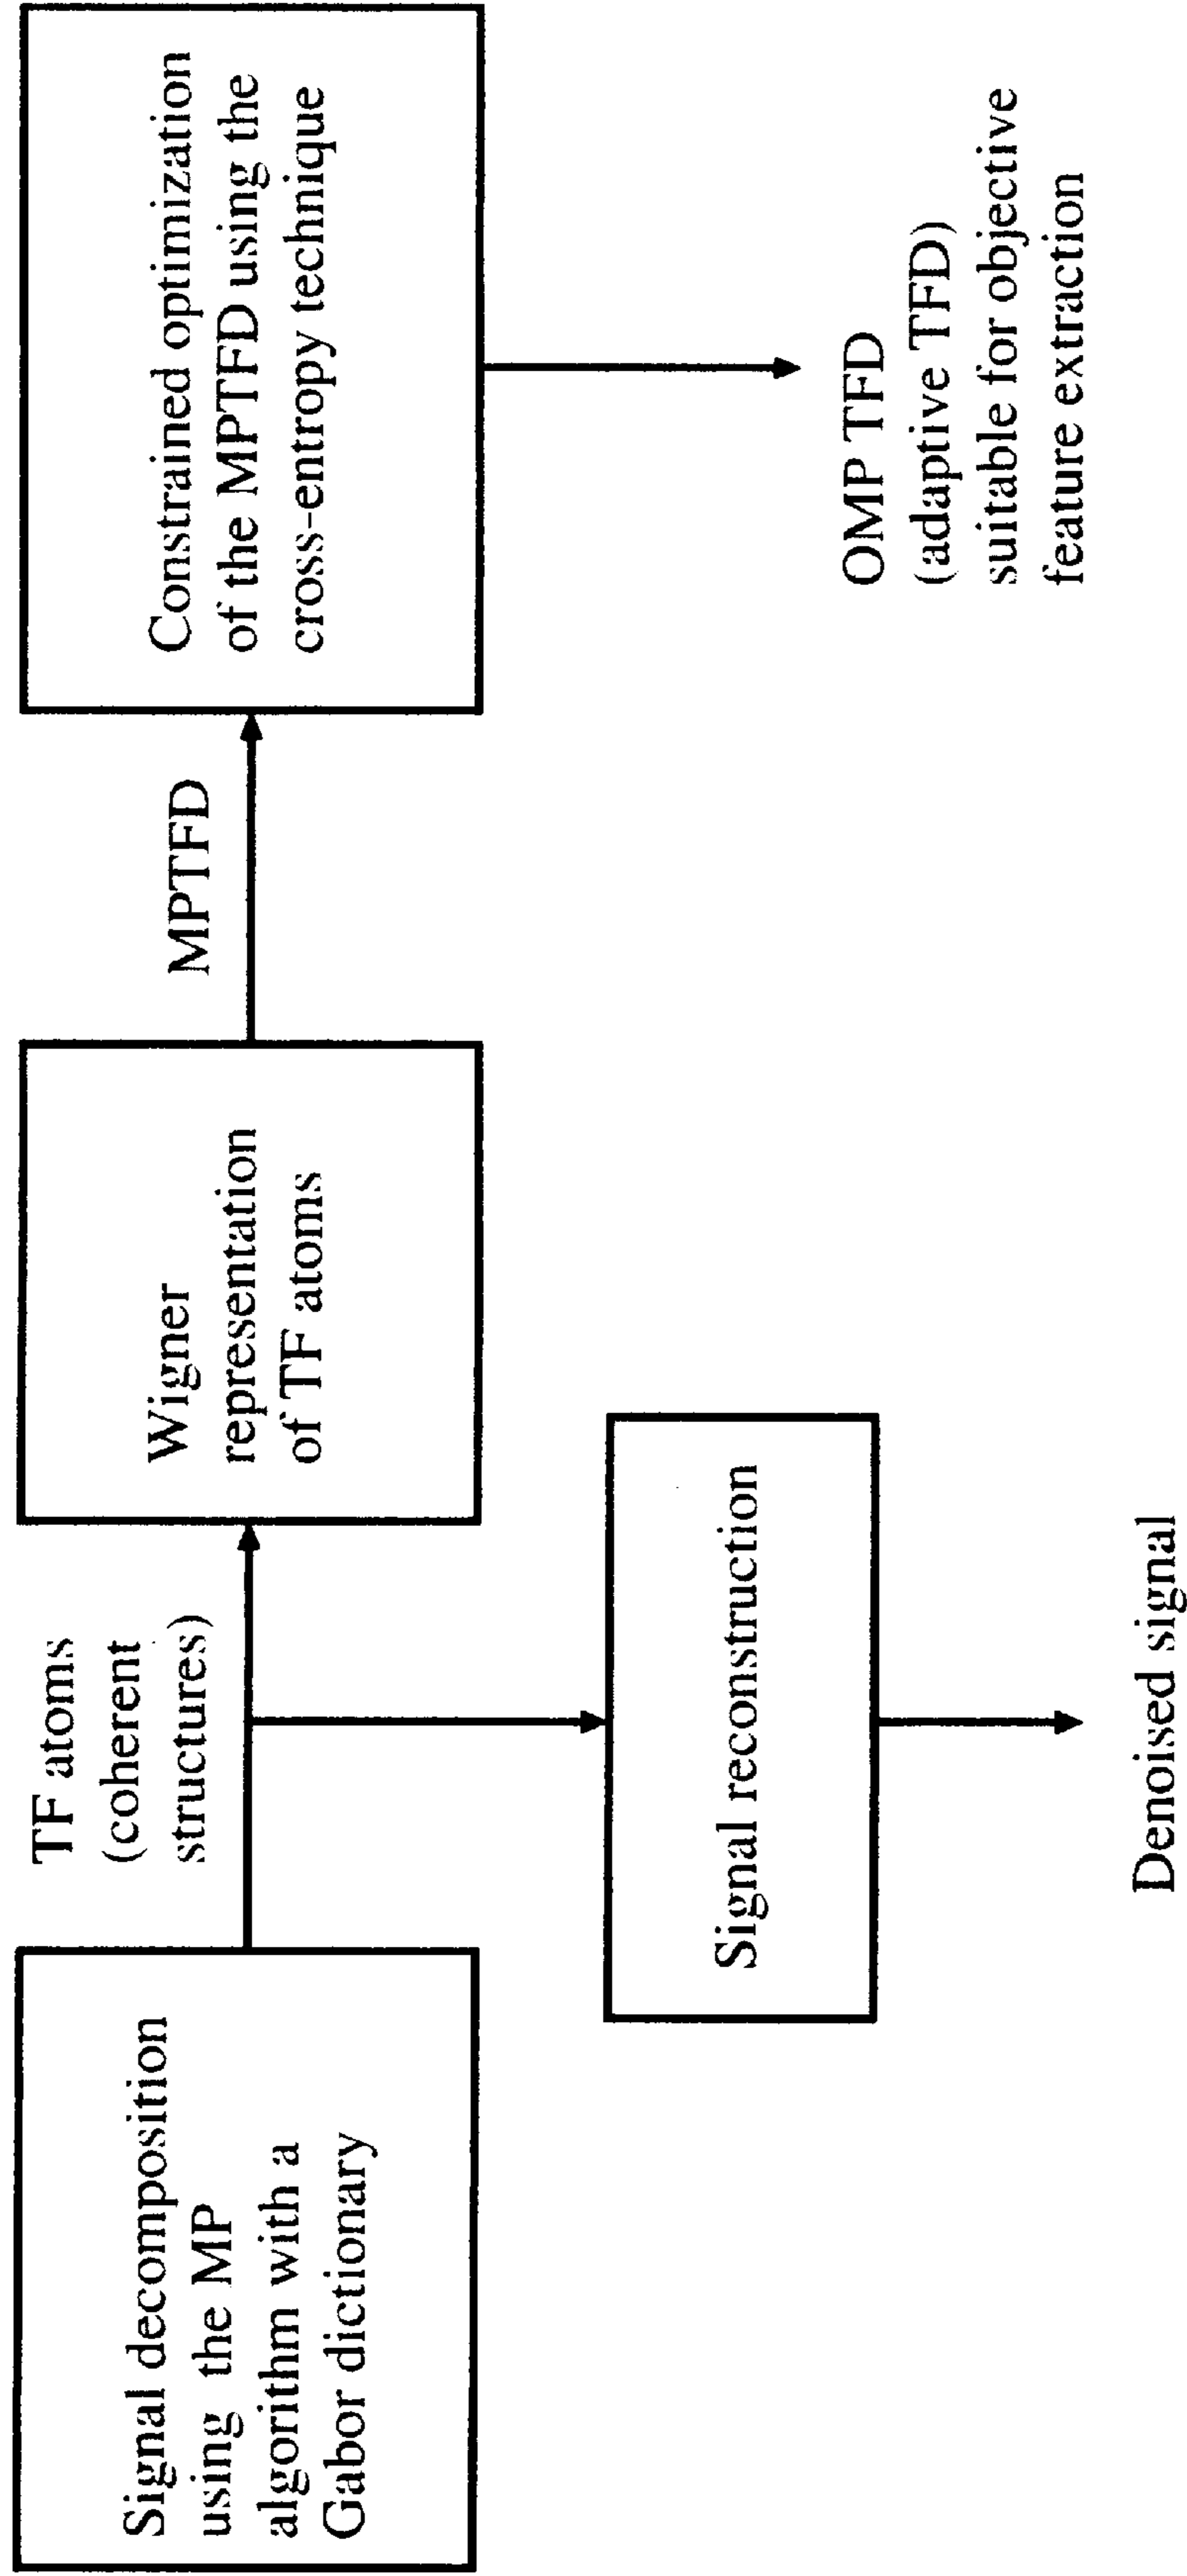 Signal decomposition
using the MP
algorithm with a
Gabor dictionary
TF atoms
(coherent
structures)
Wigner
representation
of TF atoms
MPTFD
Constrained optimization
of the MPTFD using the
cross-entropy technique
Signal reconstruction
Denoised signal
OMP TFD
(adaptive TFD)
suitable for objective
feature extraction